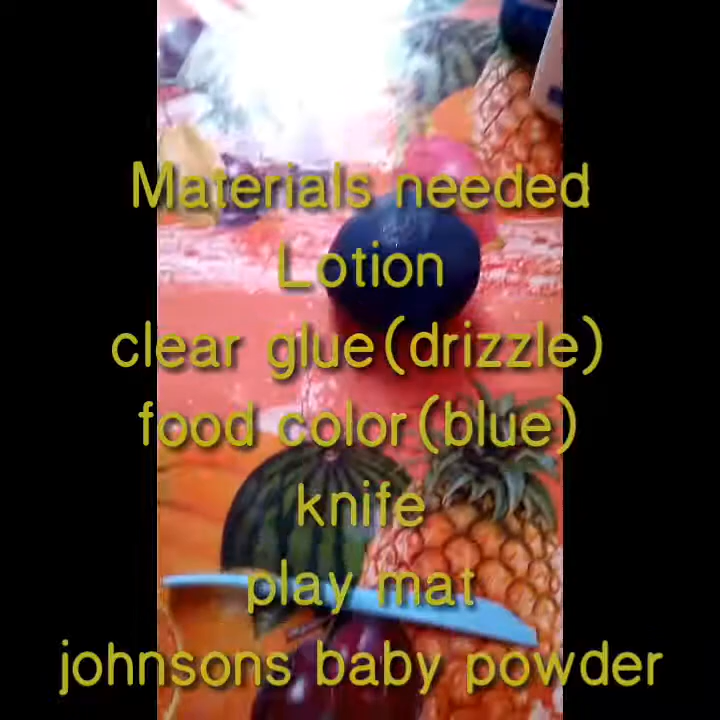 Materials needed
Lotion
clear glue(drizzle)
food color(blue)
knife
play mat
johnsons baby powder